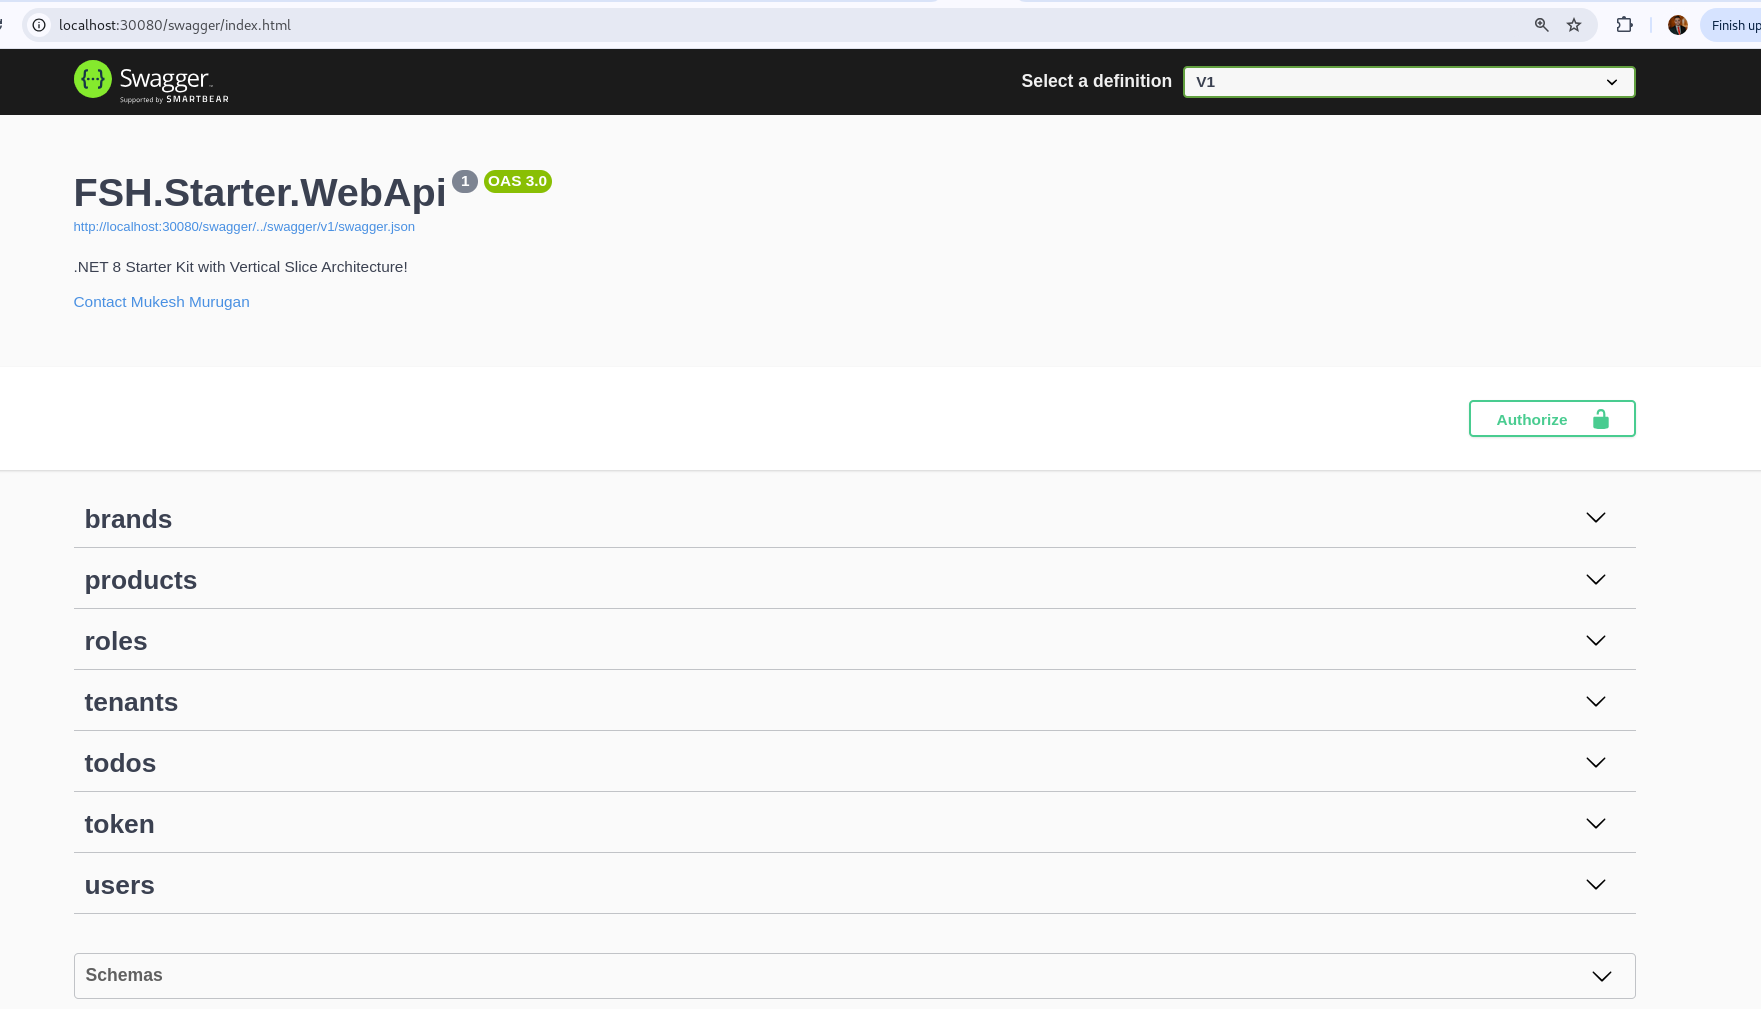 localhost:30080/swagger/index.html
Finish up
Swagger
Supported by SMARTBEAR
Select a definition
V1
FSH.Starter.WebApi 1 OAS 3.0
http://localhost:30080/swagger/../swagger/v1/swagger.json
.NET 8 Starter Kit with Vertical Slice Architecture!
Contact Mukesh Murugan
Authorize
brands
products
roles
tenants
todos
token
users
Schemas